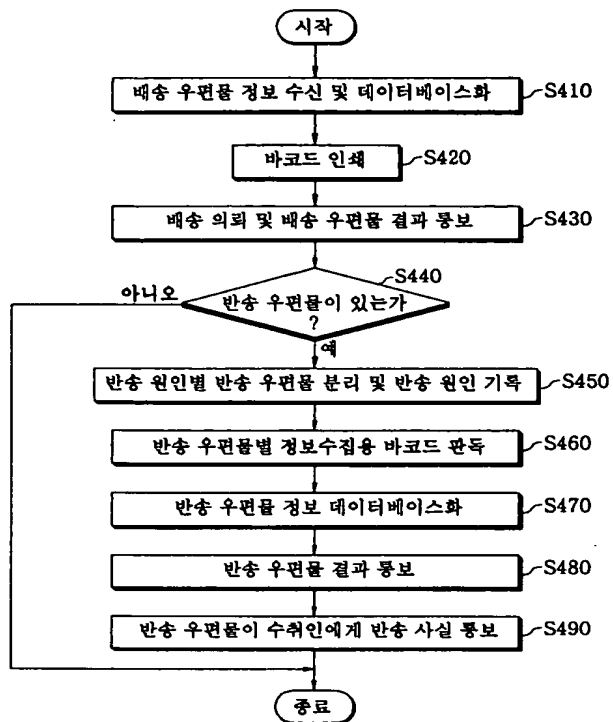 시작
배송 우편물 정보 수신 및 데이터베이스화 S410
바코드 인쇄 S420
배송 의뢰 및 배송 우편물 결과 통보 S430
S440
아니오
반송 우편물이 있는가
?
예
반송 원인별 반송 우편물 분리 및 반송 원인 기록 S450
반송 우편물별 정보수집용 바코드 판독 S460
반송 우편물 정보 데이터베이스화 S470
반송 우편물 결과 통보 S480
반송 우편물이 수취인에게 반송 사실 통보 S490
종료